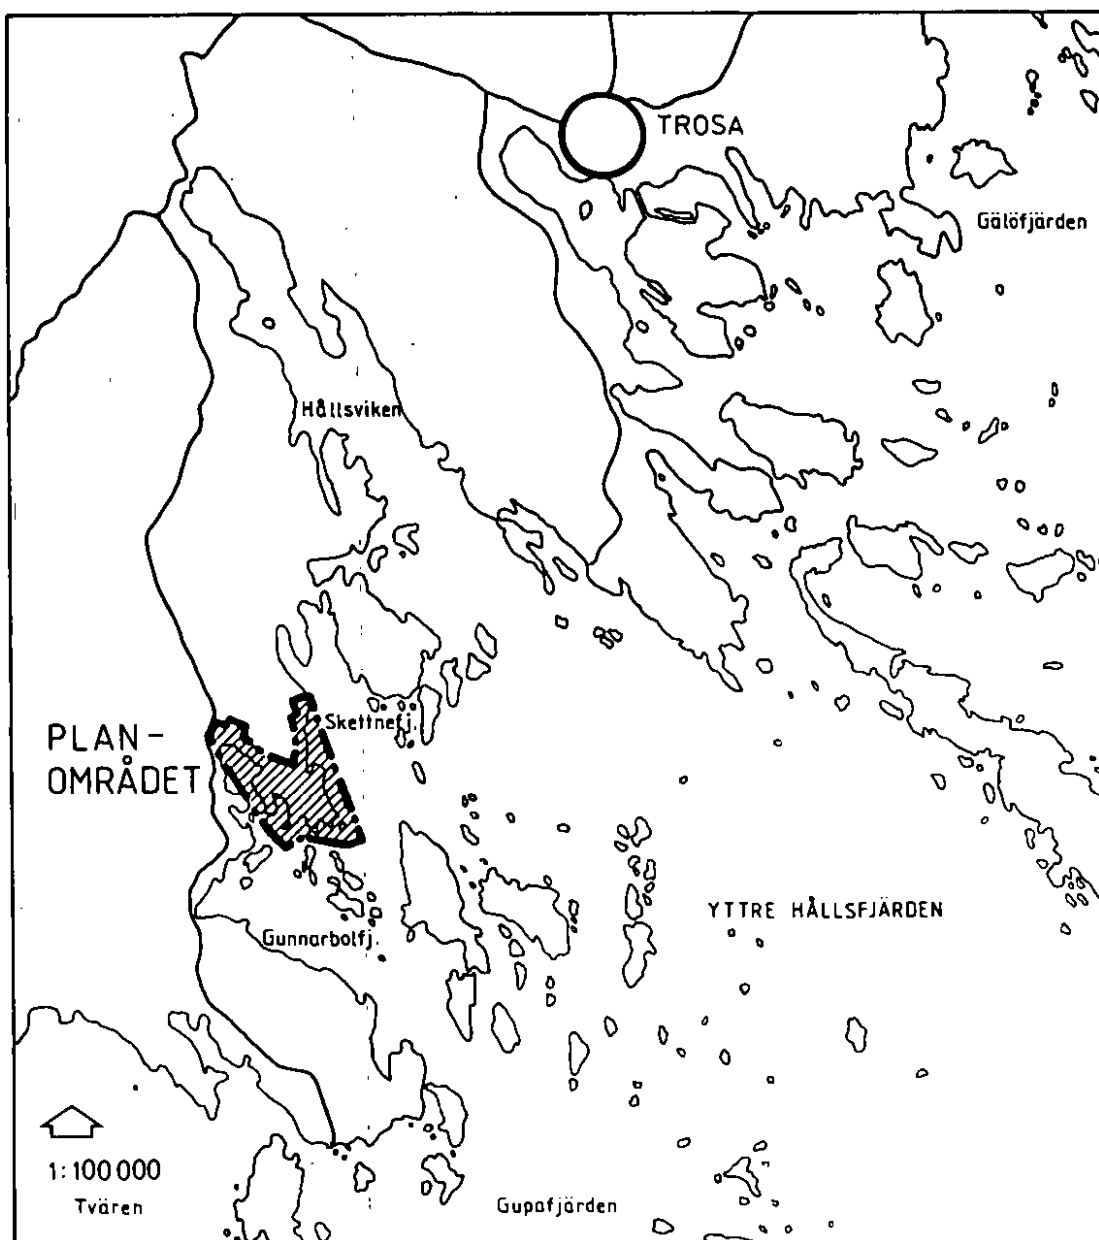 TROSA
Gälöfjärden
Hållsviken
Skettnefj.
PLAN-
OMRÅDET
YTTRE HÅLLSFJÄRDEN
Gunnarbolfj.
1:100 000
Tvären
Gupafjärden